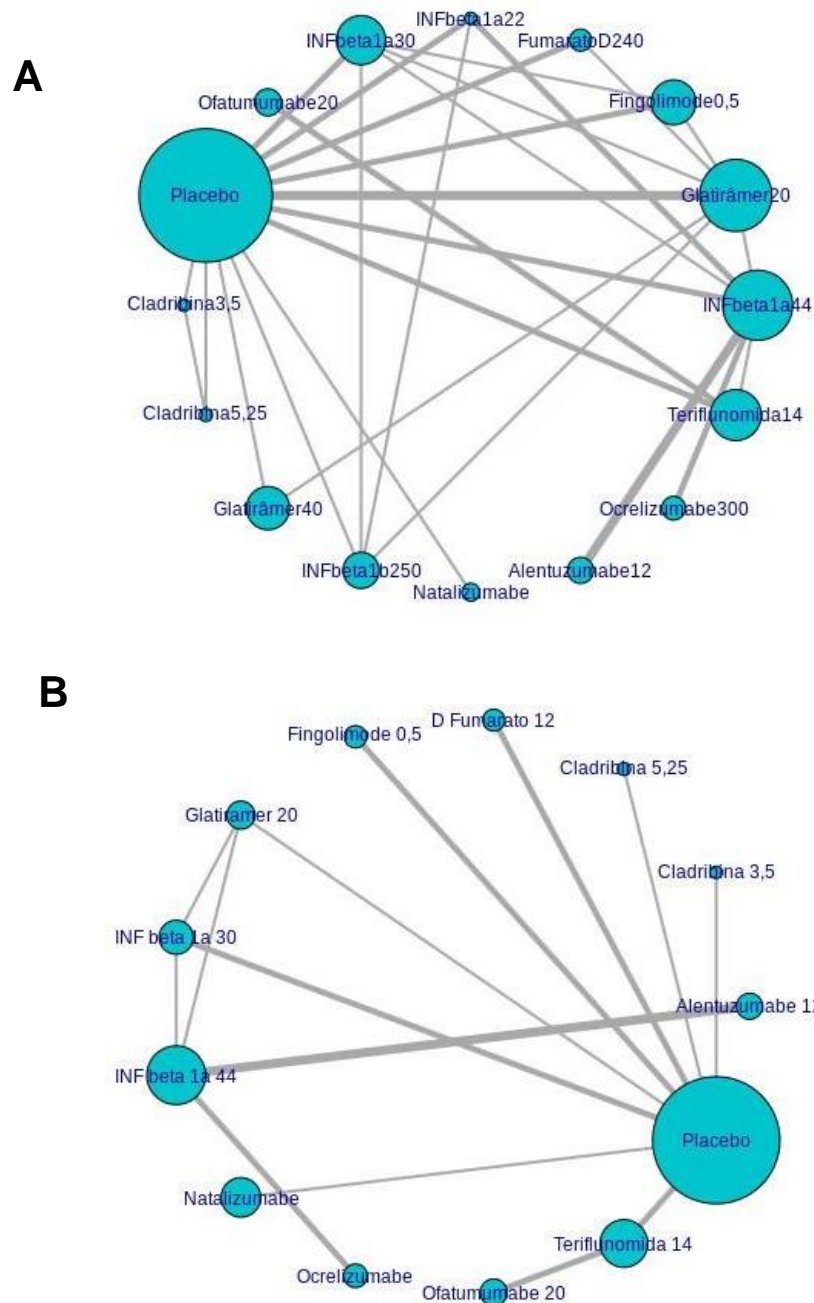 A
INFbeta1a22
INFbeta1a30
FumaratoD240
Ofatumumabe20
Fingolimode0,5
Placebo
Glatirâmer20
Cladribina3,5
INFbeta1a44
Cladribina5,25
Teriflunomida14
Glatirâmer40
Ocrelizumabe300
INFbeta1b250
Alentuzumabe12
Natalizumabe
B
D Fumarato 12
Fingolimode 0,5
Cladribina 5,25
Glatiramer 20
Cladribina 3,5
INF beta 1a 30
Alentuzumabe 12
INF beta 1a 44
Placebo
Natalizumabe
Teriflunomida 14
Ocrelizumabe
Ofatumumabe 20